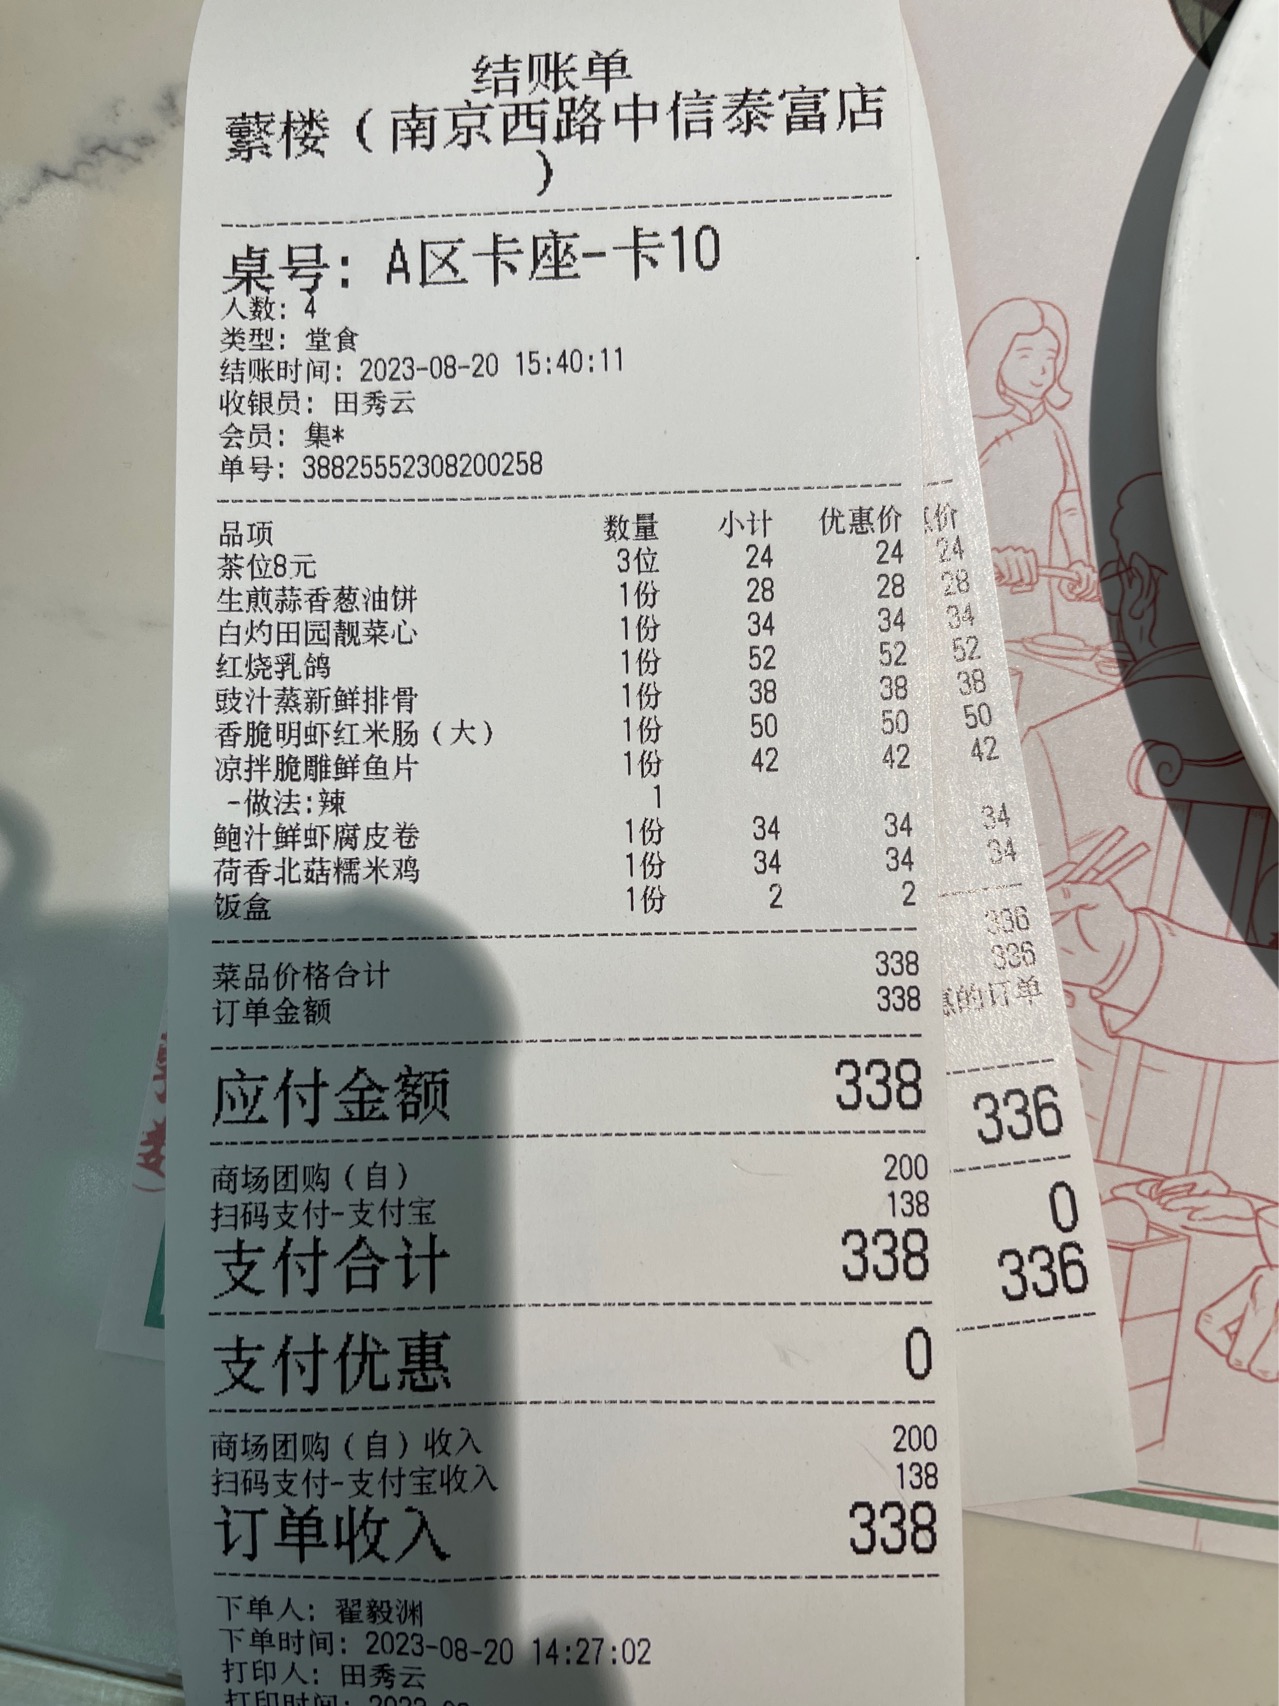 结账单
蘩楼（南京西路中信泰富店
）
桌号: A区卡座-卡10
人数: 4
类型: 堂食
结账时间: 2023-08-20 15:40:11
收银员: 田秀云
会员: 集*
单号: 38825552308200258
品项 数量 小计 优惠价
茶位8元 3位 24 24
生煎蒜香葱油饼 1份 28 28
白灼田园靓菜心 1份 34 34
红烧乳鸽 1份 52 52
豉汁蒸新鲜排骨 1份 38 38
香脆明虾红米肠（大） 1份 50 50
凉拌脆雕鲜鱼片 1份 42 42
-做法:辣 1
鲍汁鲜虾腐皮卷 1份 34 34
荷香北菇糯米鸡 1份 34 34
饭盒 1份 2 2
菜品价格合计 338
订单金额 338
应付金额 338
商场团购（自） 200
扫码支付-支付宝 138
支付合计 338
支付优惠 0
商场团购（自）收入 200
扫码支付-支付宝收入 138
订单收入 338
下单人: 翟毅渊
下单时间: 2023-08-20 14:27:02
打印人: 田秀云
打印时间: 2023-08
价
24
28
34
52
38
50
42
34
34
336
336
的订单
336
0
336